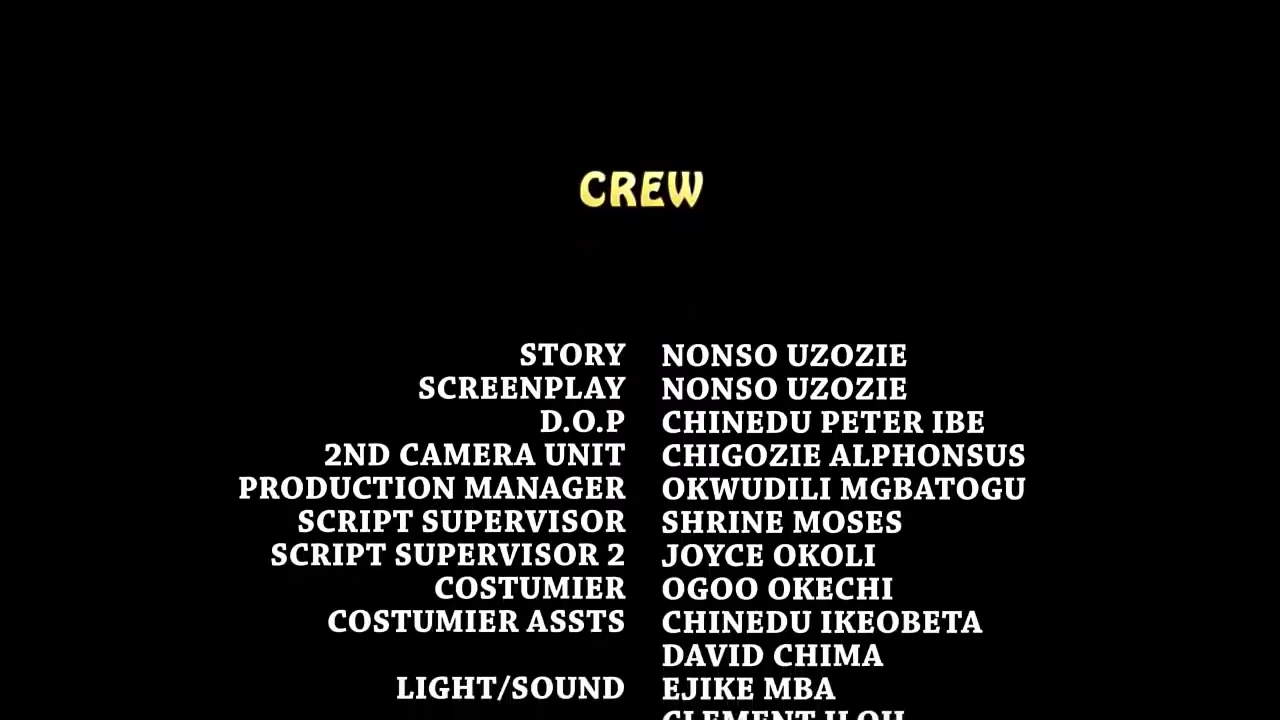 CREW
STORY NONSO UZOZIE
SCREENPLAY NONSO UZOZIE
D.O.P CHINEDU PETER IBE
2ND CAMERA UNIT CHIGOZIE ALPHONSUS
PRODUCTION MANAGER OKWUDILI MGBATOGU
SCRIPT SUPERVISOR SHRINE MOSES
SCRIPT SUPERVISOR 2 JOYCE OKOLI
COSTUMIER OGOO OKECHI
COSTUMIER ASSTS CHINEDU IKEOBETA
DAVID CHIMA
LIGHT/SOUND EJIKE MBA
CLEMENT